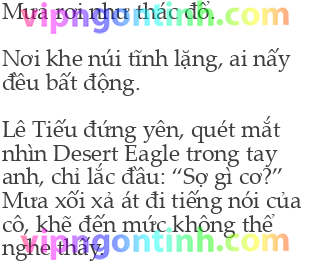 Mưa rơi như thác đổ.
vipngontinh.com
Nơi khe núi tĩnh lặng, ai nấy
đều bất động.
Lê Tiếu đứng yên, quét mắt
nhìn Desert Eagle trong tay
anh, chỉ lắc đầu: “Sợ gì cơ?”
Mưa xối xả át đi tiếng nói của
cô, khẽ đến mức không thể
nghe thấy.
vipngontinh.com